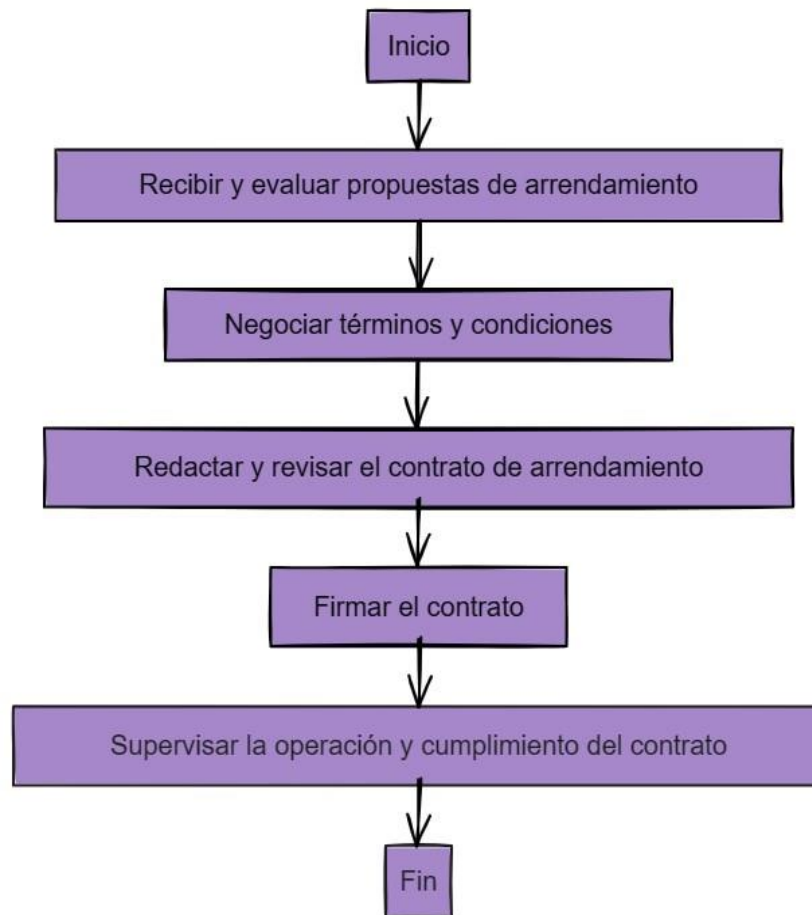 Inicio
Recibir y evaluar propuestas de arrendamiento
Negociar términos y condiciones
Redactar y revisar el contrato de arrendamiento
Firmar el contrato
Supervisar la operación y cumplimiento del contrato
Fin